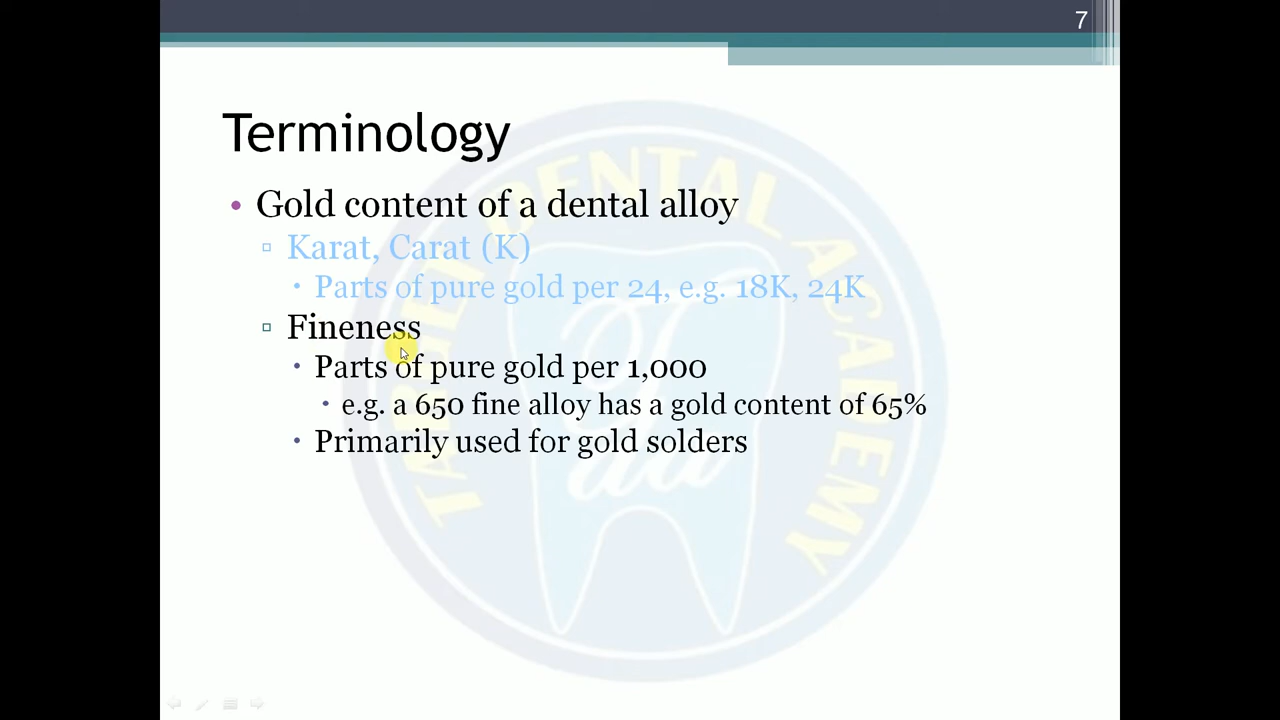 7
Terminology
• Gold content of a dental alloy
▫ Karat, Carat (K)
▪ Parts of pure gold per 24, e.g. 18K, 24K
▫ Fineness
▪ Parts of pure gold per 1,000
• e.g. a 650 fine alloy has a gold content of 65%
▪ Primarily used for gold solders
DENTAL ACADEMY